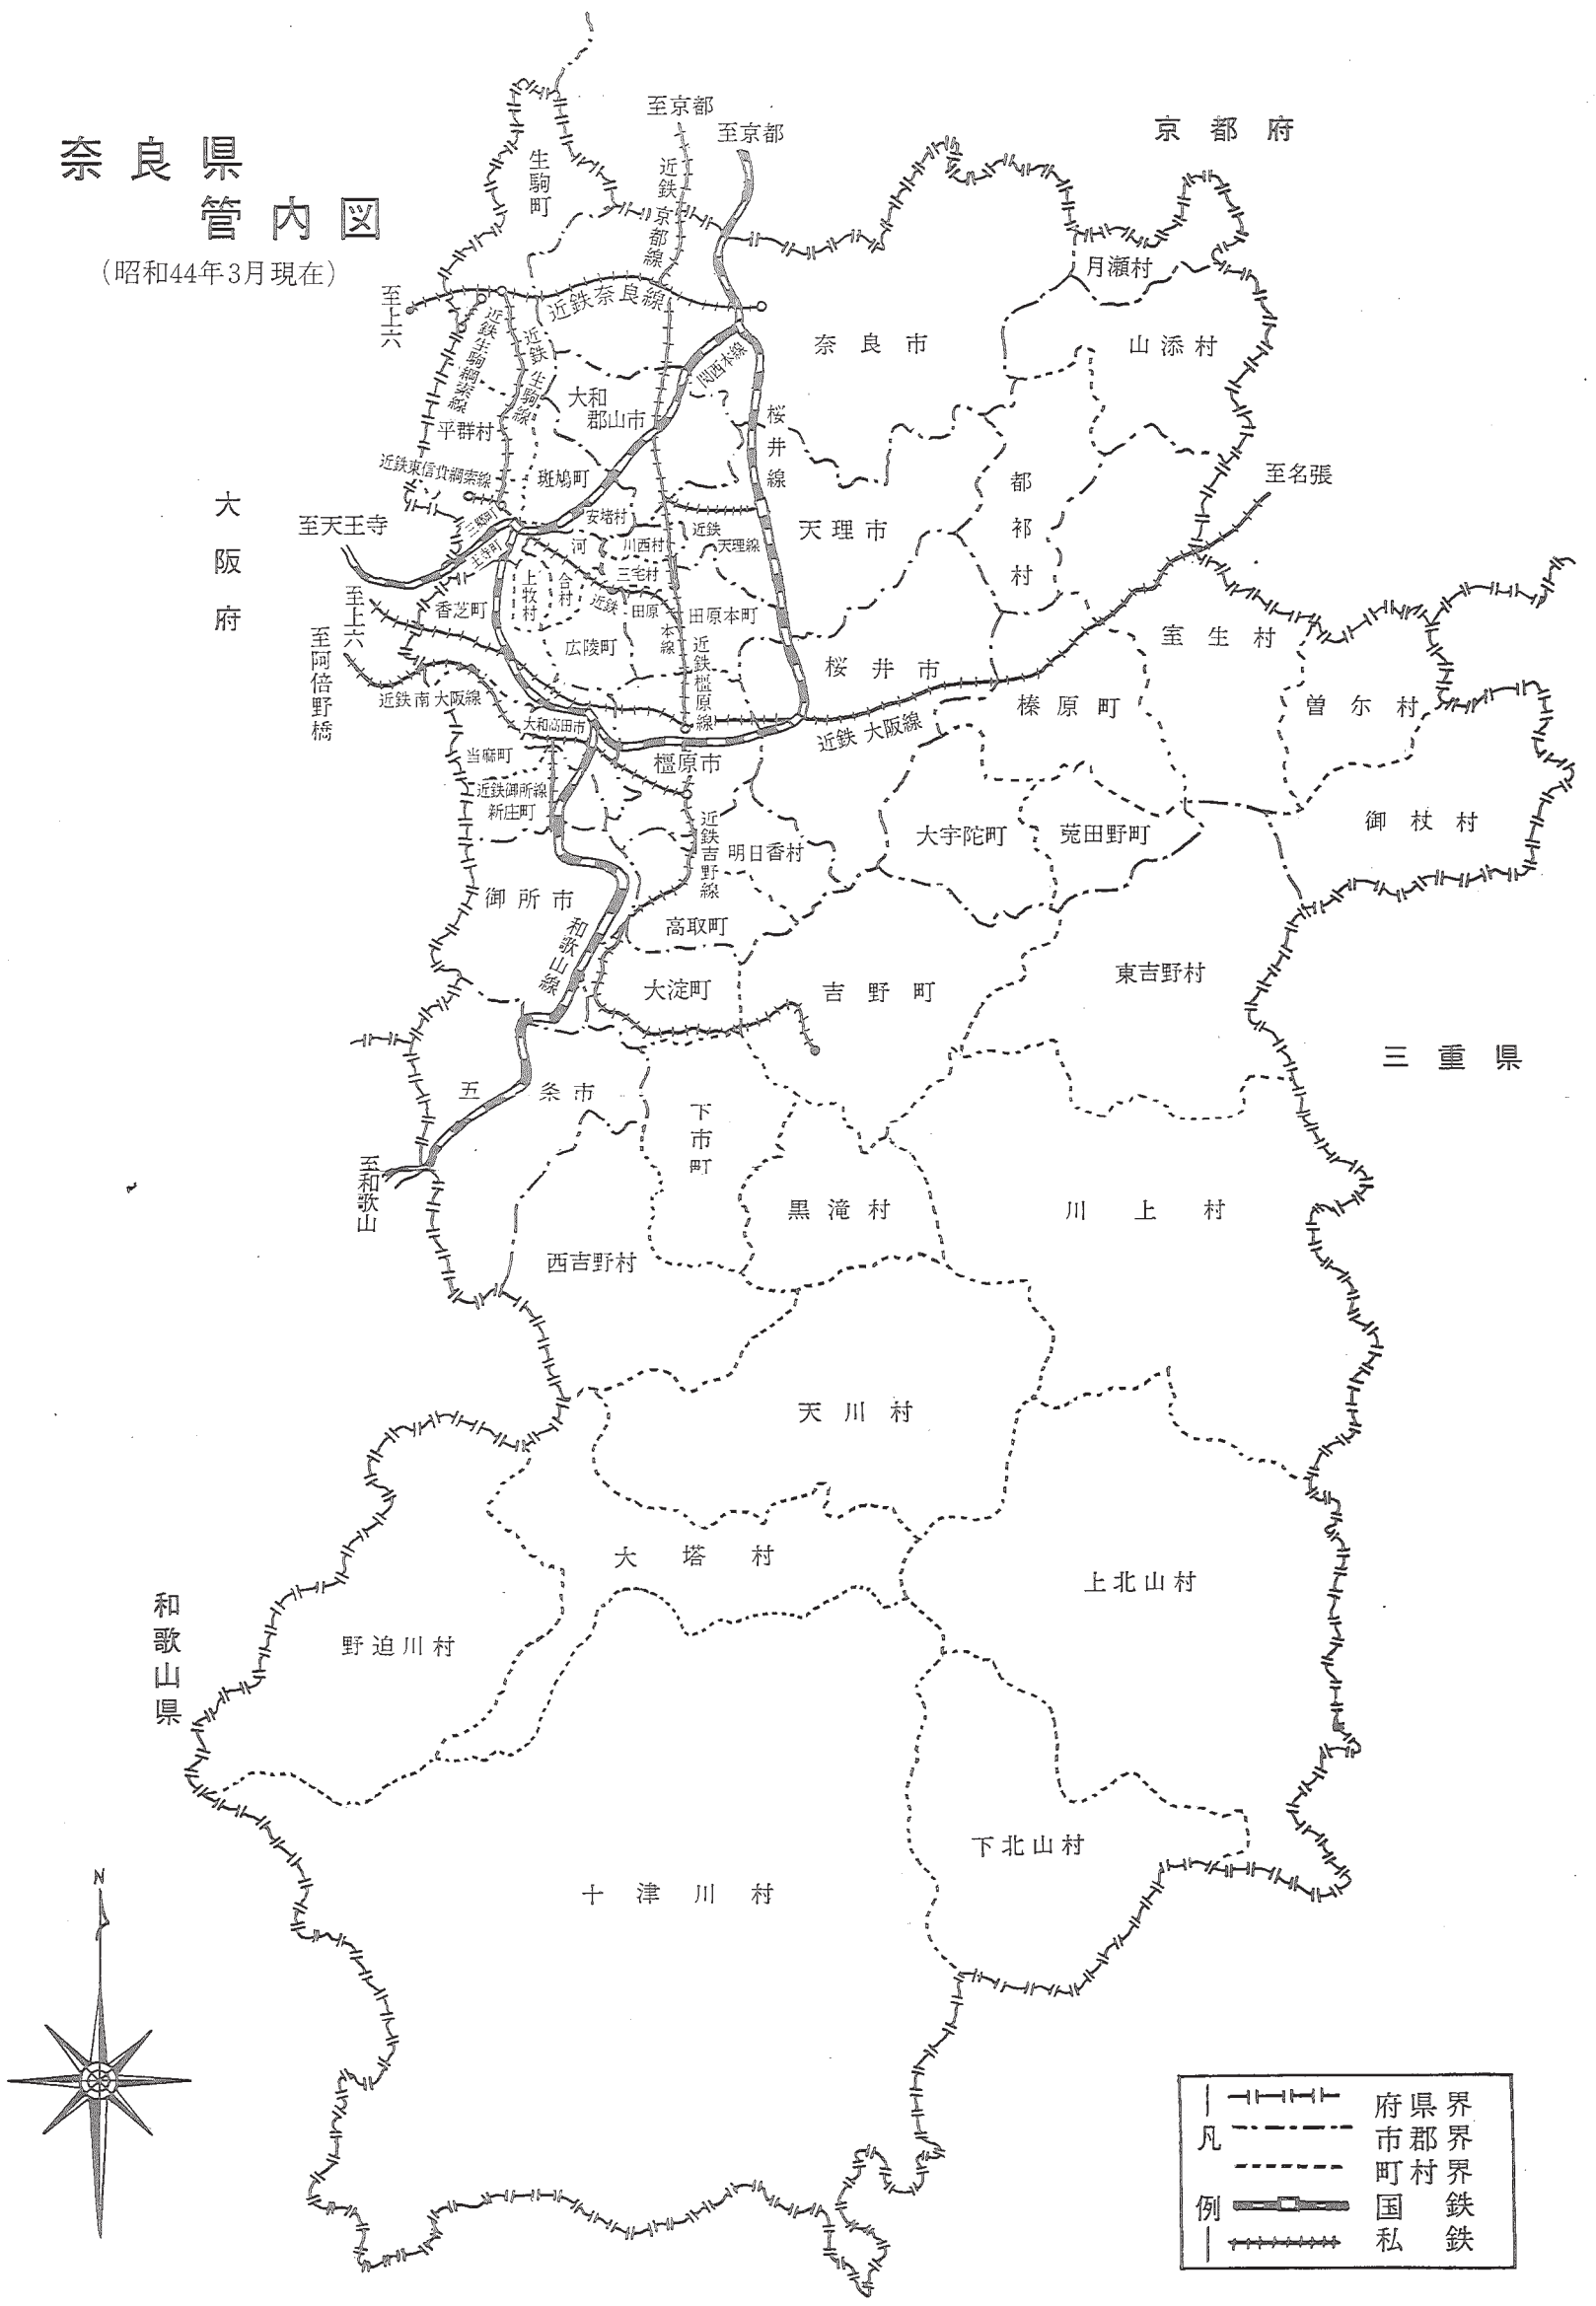 奈良県
管内図
(昭和44年3月現在)
京都府
大阪府
三重県
和歌山県
至京都
至京都
至上六
至天王寺
至上六
至阿倍野橋
至名張
至和歌山
近鉄京都線
近鉄奈良線
近鉄生駒鋼索線
近鉄生駒線
近鉄東信貴鋼索線
関西本線
桜井線
近鉄天理線
近鉄田原本線
近鉄橿原線
近鉄南大阪線
近鉄大阪線
近鉄御所線
近鉄吉野線
和歌山線
生駒町
奈良市
月瀬村
山添村
大和郡山市
平群村
斑鳩町
三郷町
王寺町
安堵村
川西村
三宅村
河合村
上牧村
香芝町
広陵町
田原本町
天理市
都祁村
桜井市
室生村
榛原町
曽尓村
御杖村
大和高田市
当麻町
新庄町
橿原市
御所市
明日香村
高取町
大宇陀町
菟田野町
大淀町
吉野町
東吉野村
五条市
下市町
西吉野村
黒滝村
川上村
天川村
大塔村
野迫川村
上北山村
下北山村
十津川村
N
凡例
府県界
市郡界
町村界
国鉄
私鉄